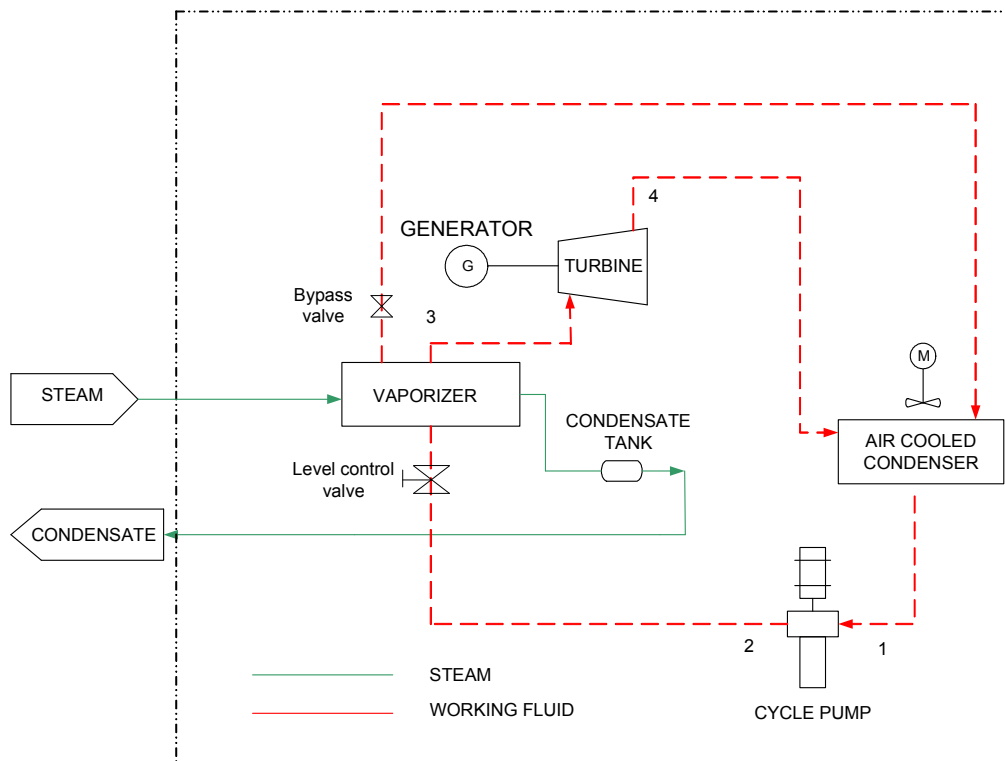 4
GENERATOR
G
TURBINE
Bypass
valve
3
M
STEAM
VAPORIZER
CONDENSATE
TANK
AIR COOLED
CONDENSER
Level control
valve
CONDENSATE
2
1
STEAM
WORKING FLUID
CYCLE PUMP